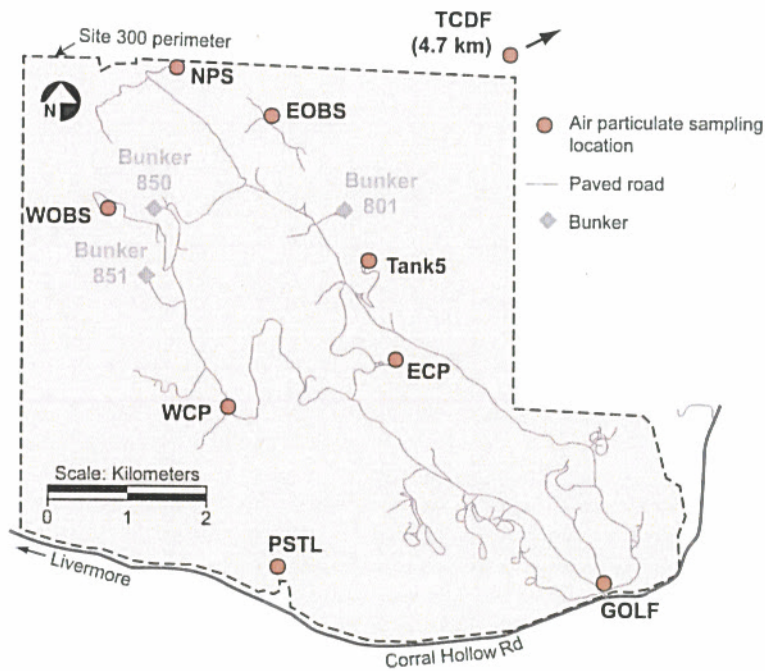 TCDF
(4.7 km)
Site 300 perimeter
NPS
N
EOBS
Air particulate sampling
location
Bunker
850
Bunker
801
Paved road
WOBS
Bunker
Bunker
851
Tank5
ECP
WCP
Scale: Kilometers
0 1 2
PSTL
Livermore
GOLF
Corral Hollow Rd